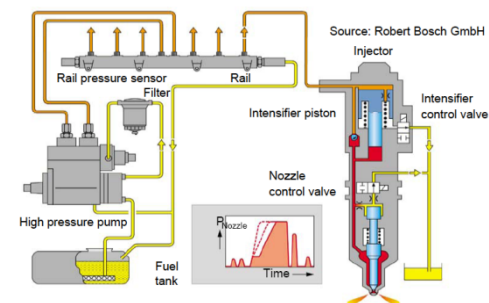 Source: Robert Bosch GmbH
Injector
Rail pressure sensor
Rail
Filter
Intensifier
control valve
Intensifier piston
Nozzle
control valve
High pressure pump
P
Nozzle
Time
Fuel
tank